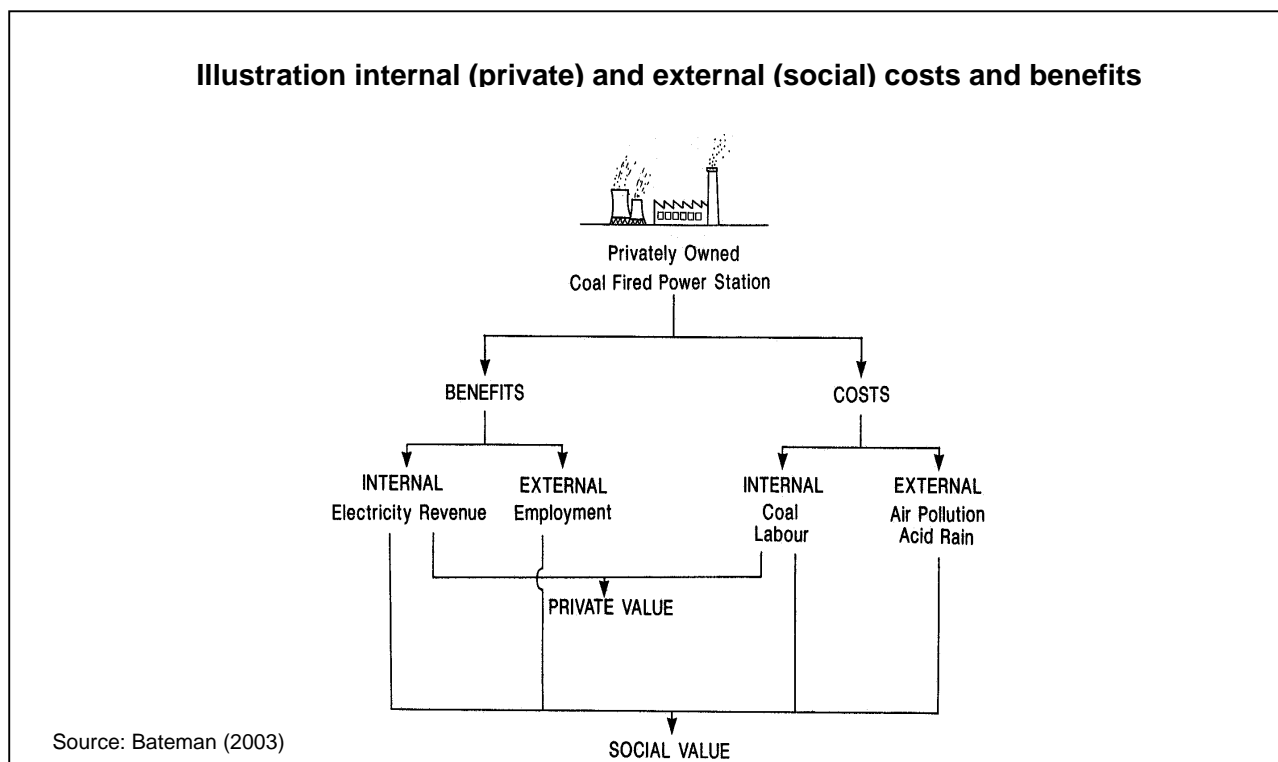 Illustration internal (private) and external (social) costs and benefits
Privately Owned
Coal Fired Power Station
BENEFITS
COSTS
INTERNAL
Electricity Revenue
EXTERNAL
Employment
INTERNAL
Coal
Labour
EXTERNAL
Air Pollution
Acid Rain
PRIVATE VALUE
Source: Bateman (2003)
SOCIAL VALUE